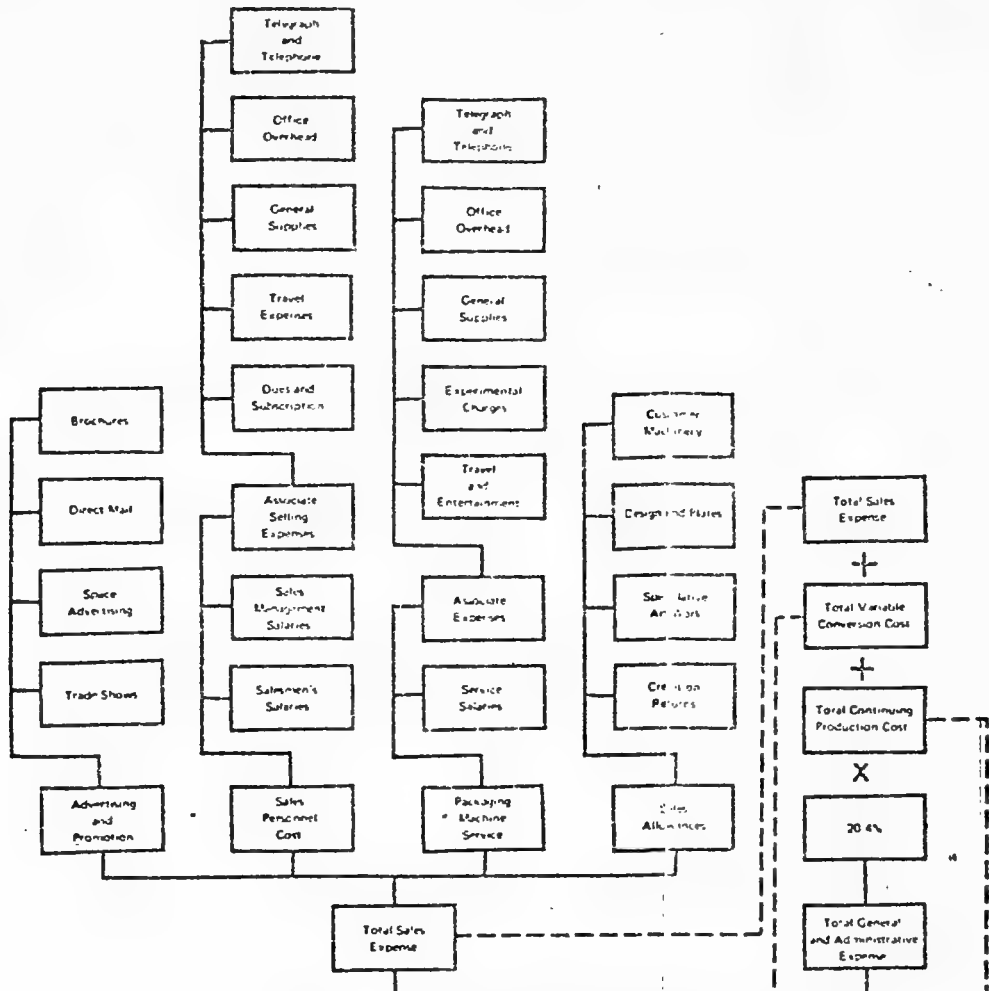 Telegraph
and
Telephone
Office
Overhead
General
Supplies
Travel
Expenses
Dues and
Subscription
Associate
Selling
Expenses
Sales
Management
Salaries
Salesmen's
Salaries
Sales
Personnel
Cost
Telegraph
and
Telephone
Office
Overhead
General
Supplies
Experimental
Charges
Travel
and
Entertainment
Associate
Expenses
Service
Salaries
Packaging
Machine
Service
Brochures
Direct Mail
Space
Advertising
Trade Shows
Advertising
and
Promotion
Customer
Machinery
Design and Plates
Art Work
Returns
Sales
Allowances
Total Sales
Expense
Total Sales
Expense
+
Total Variable
Conversion Cost
+
Total Continuing
Production Cost
X
20.4%
Total General
and Administrative
Expense